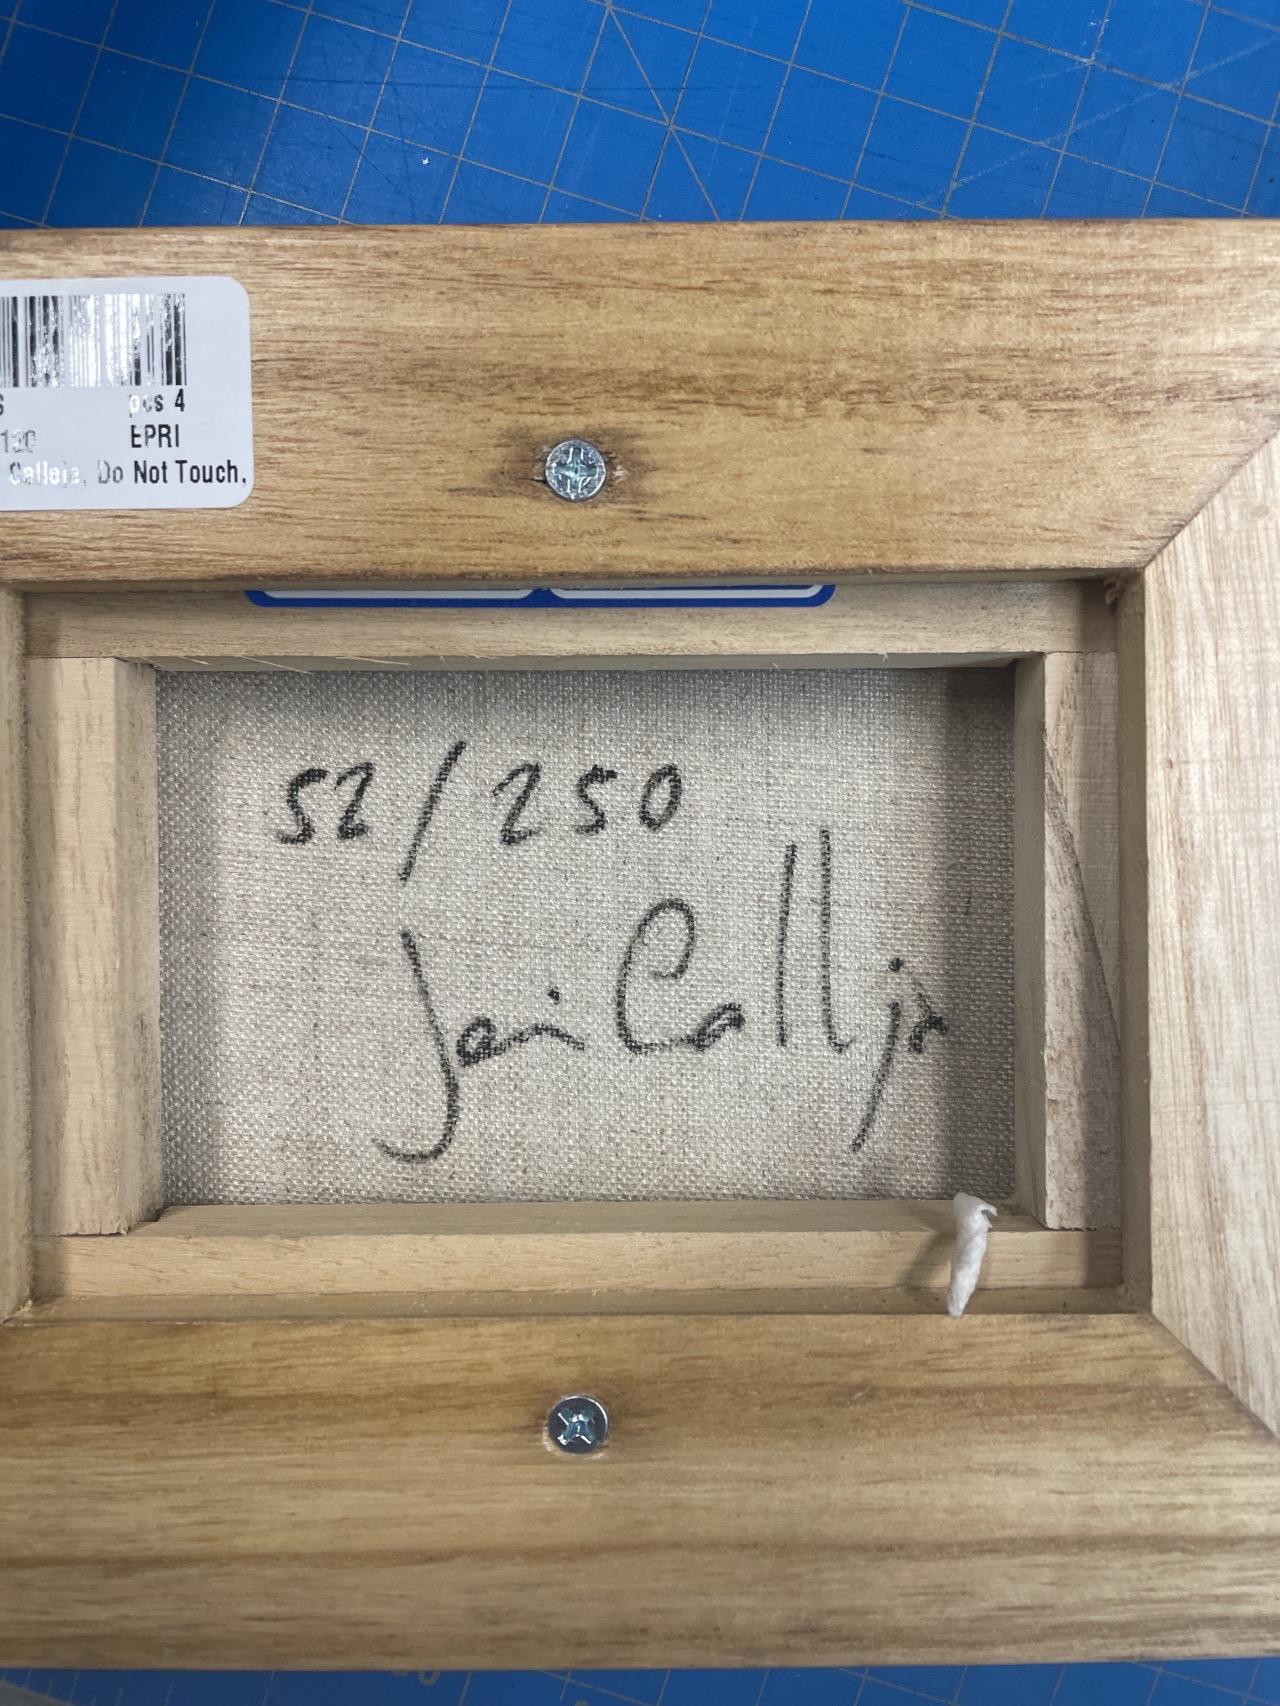 S pcs 4
120 EPRI
Calleja, Do Not Touch,
52/250
Javi Calleja